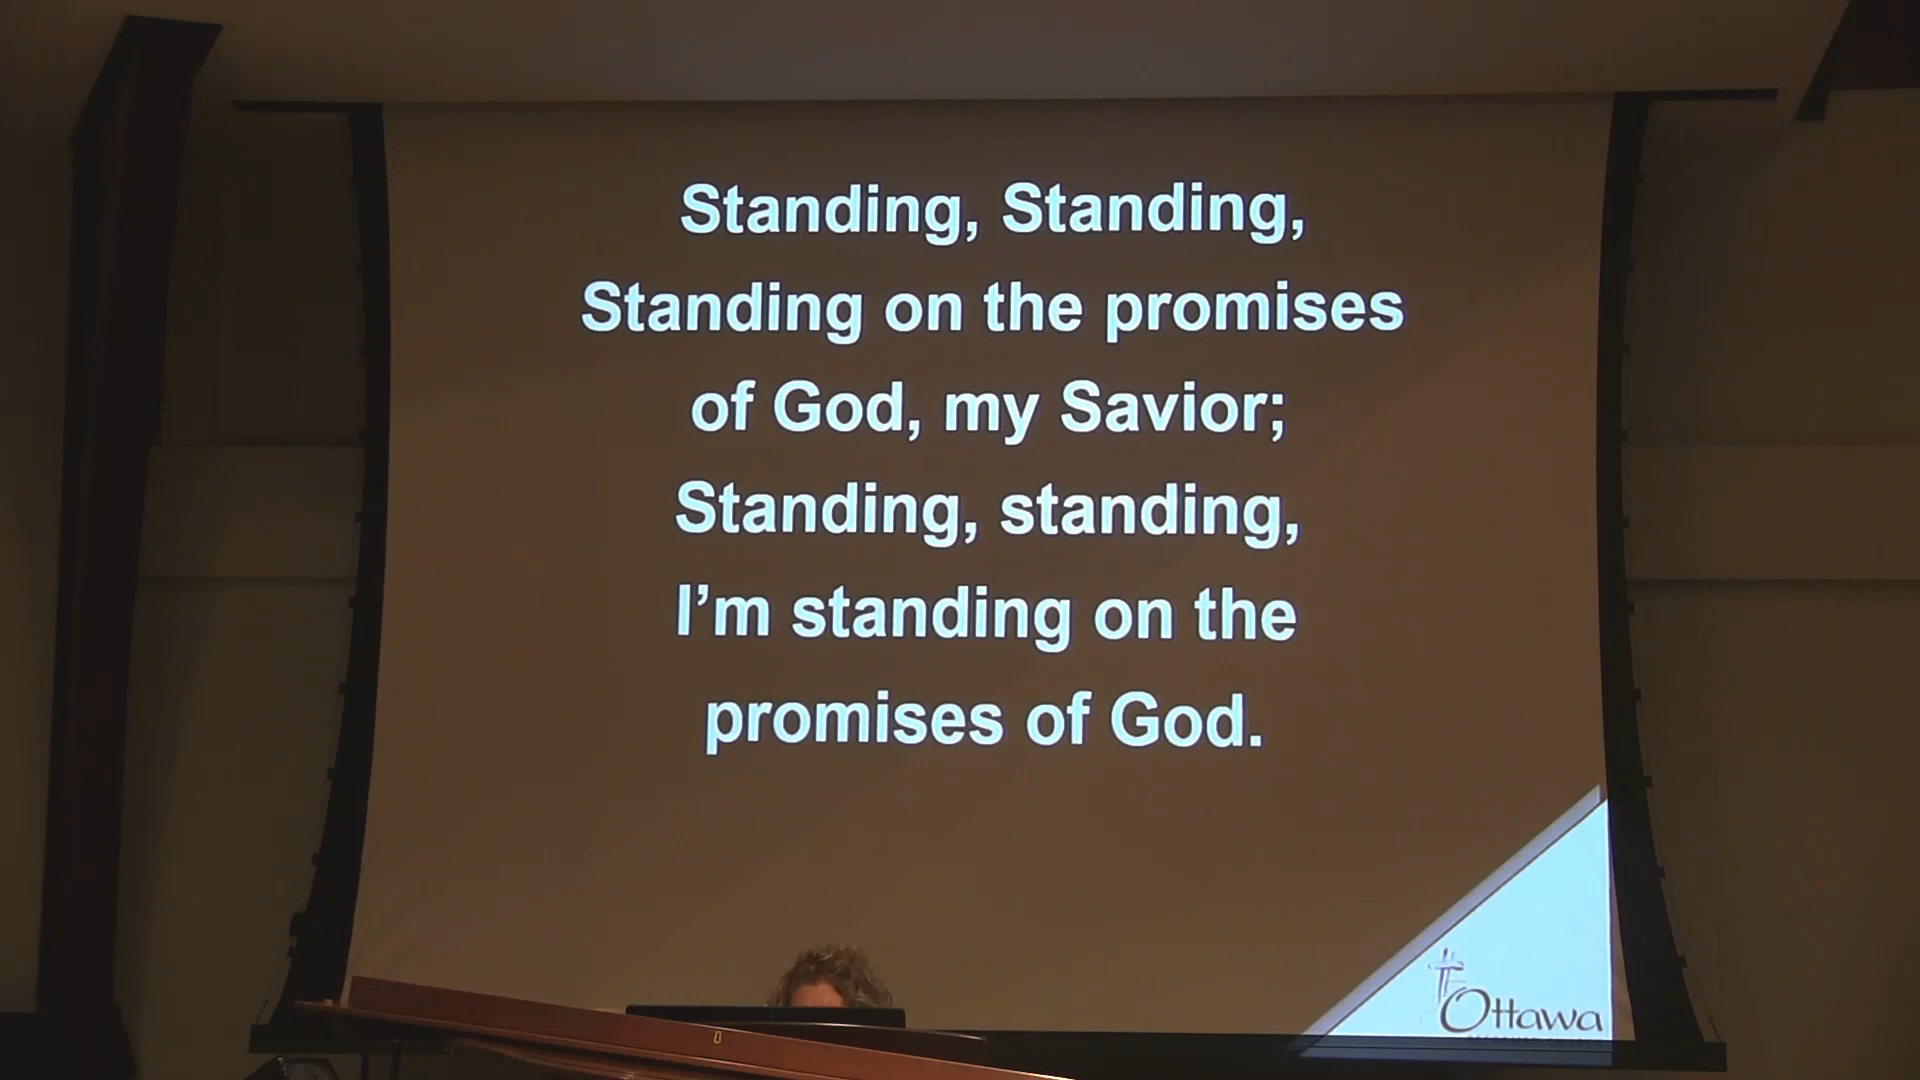 Standing, Standing,
Standing on the promises
of God, my Savior;
Standing, standing,
I’m standing on the
promises of God.
Ottawa